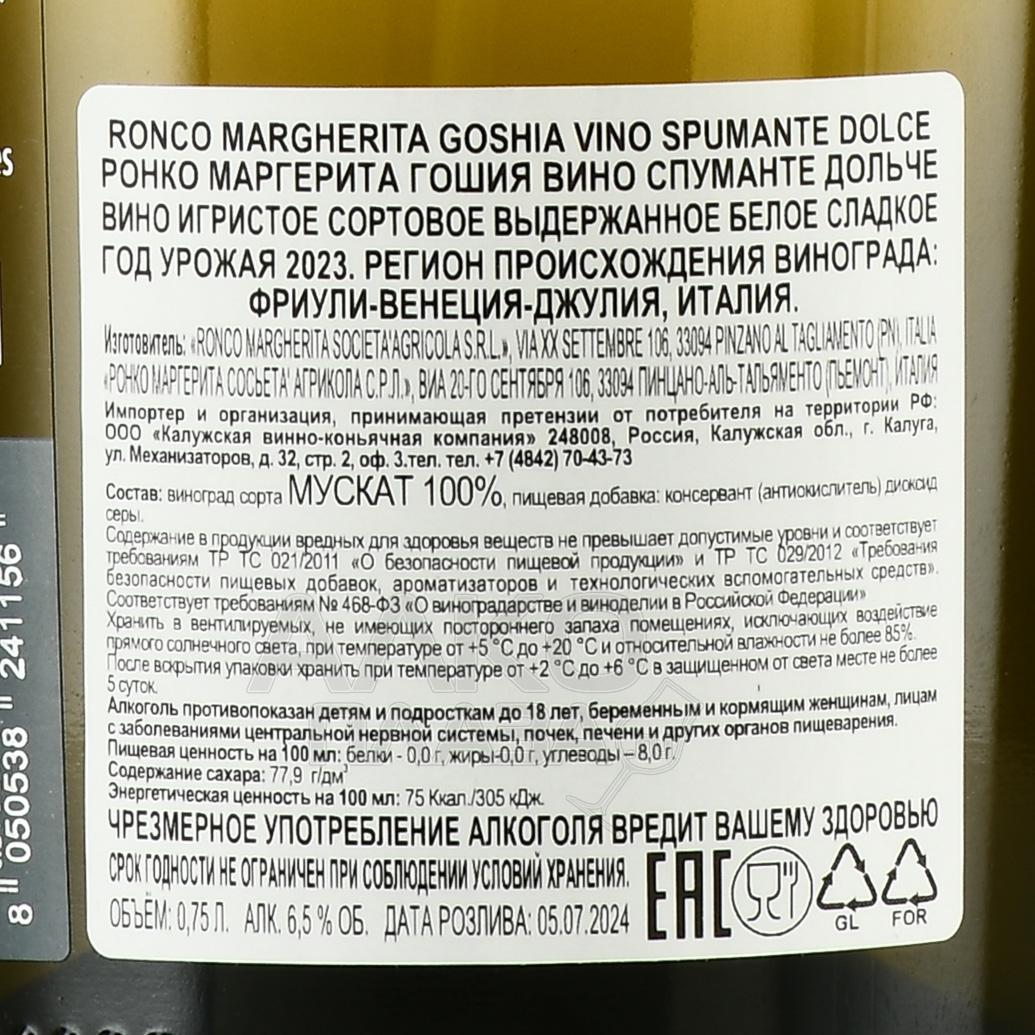 RONCO MARGHERITA GOSHIA VINO SPUMANTE DOLCE
РОНКО МАРГЕРИТА ГОШИЯ ВИНО СПУМАНТЕ ДОЛЬЧЕ
ВИНО ИГРИСТОЕ СОРТОВОЕ ВЫДЕРЖАННОЕ БЕЛОЕ СЛАДКОЕ
ГОД УРОЖАЯ 2023. РЕГИОН ПРОИСХОЖДЕНИЯ ВИНОГРАДА:
ФРИУЛИ-ВЕНЕЦИЯ-ДЖУЛИЯ, ИТАЛИЯ.
Изготовитель: «RONCO MARGHERITA SOCIETA'AGRICOLA S.R.L.», VIA XX SETTEMBRE 106, 33094 PINZANO AL TAGLIAMENTO (PN), ITALIA
«РОНКО МАРГЕРИТА СОСЬЕТА' АГРИКОЛА С.Р.Л.», ВИА 20-ГО СЕНТЯБРЯ 106, 33094 ПИНЦАНО-АЛЬ-ТАЛЬЯМЕНТО (ПЬЕМОНТ), ИТАЛИЯ
Импортер и организация, принимающая претензии от потребителя на территории РФ:
ООО «Калужская винно-коньячная компания» 248008, Россия, Калужская обл., г. Калуга,
ул. Механизаторов, д. 32, стр. 2, оф. 3.тел. тел. +7 (4842) 70-43-73
Состав: виноград сорта МУСКАТ 100%, пищевая добавка: консервант (антиокислитель) диоксид
серы.
Содержание в продукции вредных для здоровья веществ не превышает допустимые уровни и соответствует
требованиям ТР ТС 021/2011 «О безопасности пищевой продукции» и ТР ТС 029/2012 «Требования
безопасности пищевых добавок, ароматизаторов и технологических вспомогательных средств».
Соответствует требованиям № 468-ФЗ «О виноградарстве и виноделии в Российской Федерации»
Хранить в вентилируемых, не имеющих постороннего запаха помещениях, исключающих воздействие
прямого солнечного света, при температуре от +5 °С до +20 °С и относительной влажности не более 85%.
После вскрытия упаковки хранить при температуре от +2 °С до +6 °С в защищенном от света месте не более
5 суток.
Алкоголь противопоказан детям и подросткам до 18 лет, беременным и кормящим женщинам, лицам
с заболеваниями центральной нервной системы, почек, печени и других органов пищеварения.
Пищевая ценность на 100 мл: белки - 0,0 г, жиры-0,0 г, углеводы – 8,0 г.
Содержание сахара: 77,9 г/дм³
Энергетическая ценность на 100 мл: 75 Ккал./305 кДж.
ЧРЕЗМЕРНОЕ УПОТРЕБЛЕНИЕ АЛКОГОЛЯ ВРЕДИТ ВАШЕМУ ЗДОРОВЬЮ
СРОК ГОДНОСТИ НЕ ОГРАНИЧЕН ПРИ СОБЛЮДЕНИИ УСЛОВИЙ ХРАНЕНИЯ.
ОБЪЁМ: 0,75 Л. АЛК. 6,5 % ОБ. ДАТА РОЗЛИВА: 05.07.2024
EAC
GL
FOR
8 050538 241156